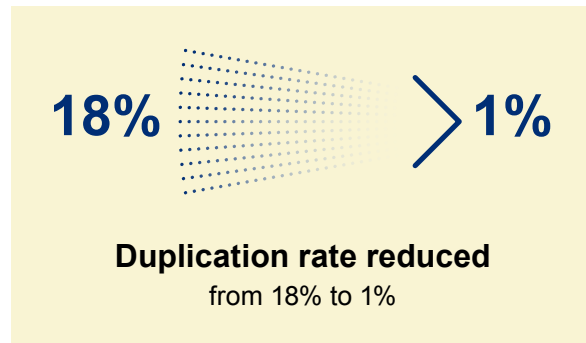 18% 1%
Duplication rate reduced
from 18% to 1%